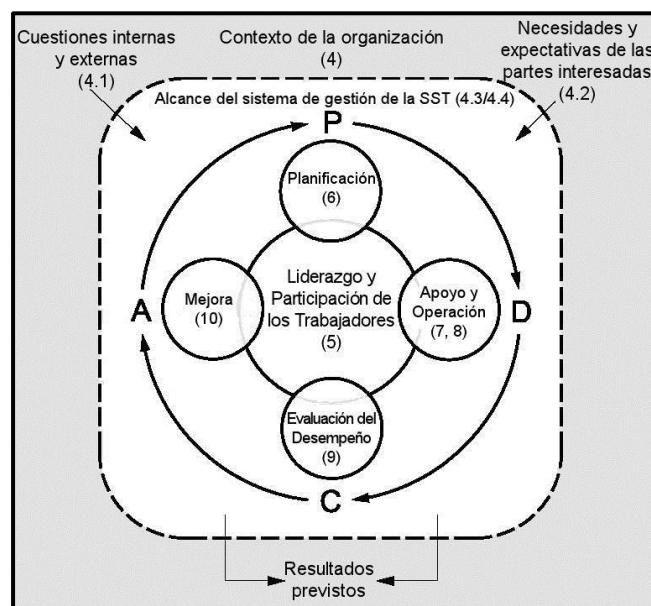 Cuestiones internas
y externas
(4.1)
Contexto de la organización
(4)
Necesidades y
expectativas de las
partes interesadas
(4.2)
Alcance del sistema de gestión de la SST (4.3/4.4)
P
Planificación
(6)
A
Mejora
(10)
Liderazgo y
Participación de
los Trabajadores
(5)
Apoyo y
Operación
(7, 8)
D
Evaluación del
Desempeño
(9)
C
Resultados
previstos